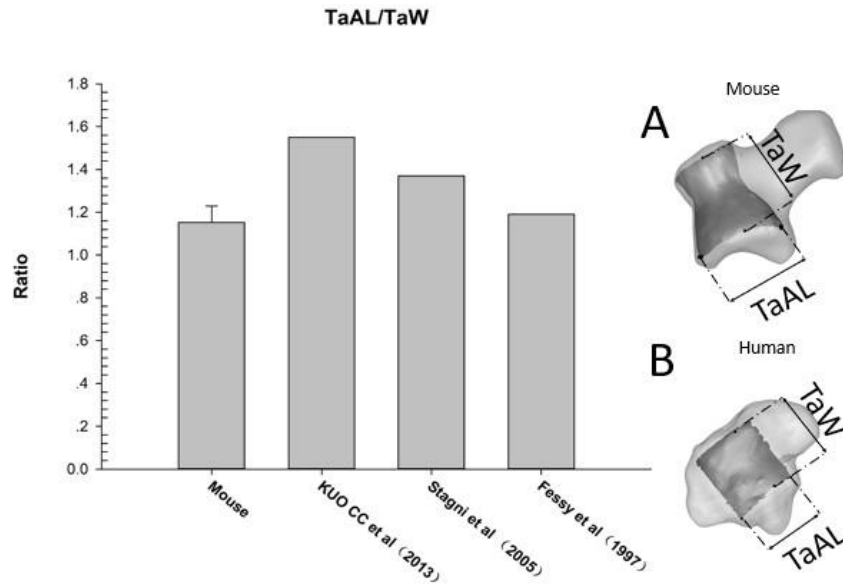 TaAL/TaW
Ratio
1.8
1.6
1.4
1.2
1.0
.8
.6
.4
.2
0.0
Mouse
KUO CC et al（2013）
Stagni et al（2005）
Fessy et al（1997）
Mouse
A
TaW
TaAL
Human
B
TaW
TaAL